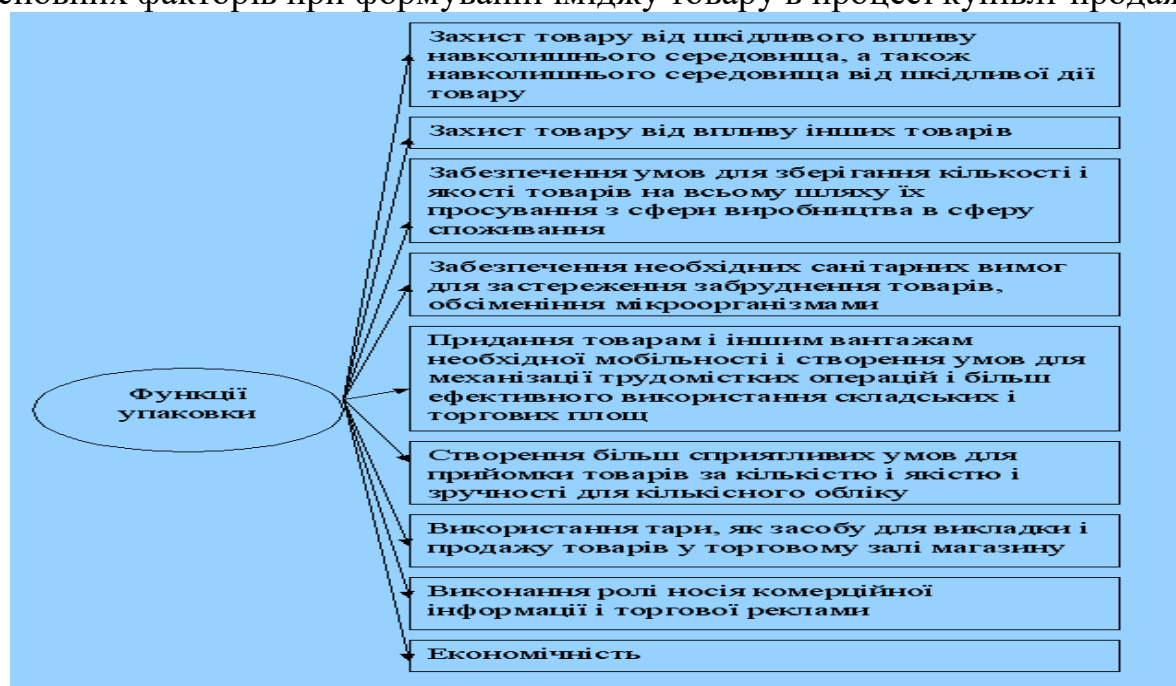 основних факторів при формуванні іміджу товару в процесі купівлі-продаж
Захист товару від шкідливого впливу
навколишнього середовища, а також
навколишнього середовища від шкідливої дії
товару
Захист товару від впливу інших товарів
Забезпечення умов для зберігання кількості і
якості товарів на всьому шляху їх
просування з сфери виробництва в сферу
споживання
Забезпечення необхідних санітарних вимог
для застереження забруднення товарів,
обсіменіння мікроорганізмами
Придання товарам і іншим вантажам
необхідної мобільності і створення умов для
механізації трудомістких операцій і більш
ефективного використання складських і
торгових площ
Функції
упаковки
Створення більш сприятливих умов для
прийомки товарів за кількістю і якістю і
зручності для кількісного обліку
Використання тари, як засобу для викладки і
продажу товарів у торговому залі магазину
Виконання ролі носія комерційної
інформації і торгової реклами
Економічність